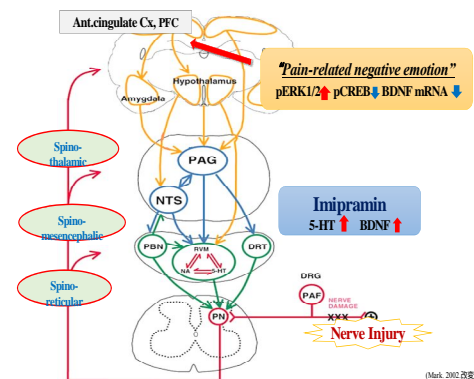 Ant.cingulate Cx, PFC
“Pain-related negative emotion”
pERK1/2 pCREB BDNF mRNA
Hypothalamus
Amygdala
Spino-
thalamic
PAG
NTS
Imipramin
5-HT BDNF
Spino-
mesencephalic
PBN
RVM
DRT
NA 5-HT
Spino-
reticular
DRG
PAF
NERVE
DAMAGE
PN
XXX
Nerve Injury
(Mark. 2002 改変